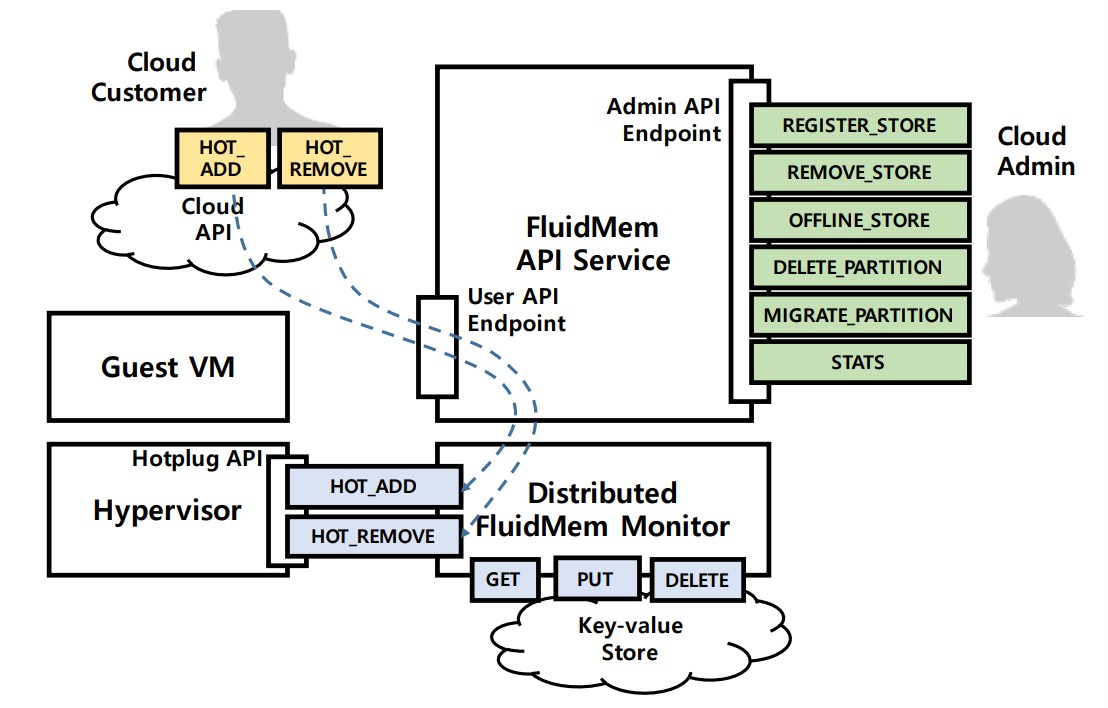 Cloud
Customer
HOT_
ADD
HOT_
REMOVE
Cloud
API
Admin API
Endpoint
REGISTER_STORE
REMOVE_STORE
OFFLINE_STORE
DELETE_PARTITION
MIGRATE_PARTITION
STATS
Cloud
Admin
FluidMem
API Service
User API
Endpoint
Guest VM
Hotplug API
Hypervisor
HOT_ADD
HOT_REMOVE
Distributed
FluidMem Monitor
GET
PUT
DELETE
Key-value
Store